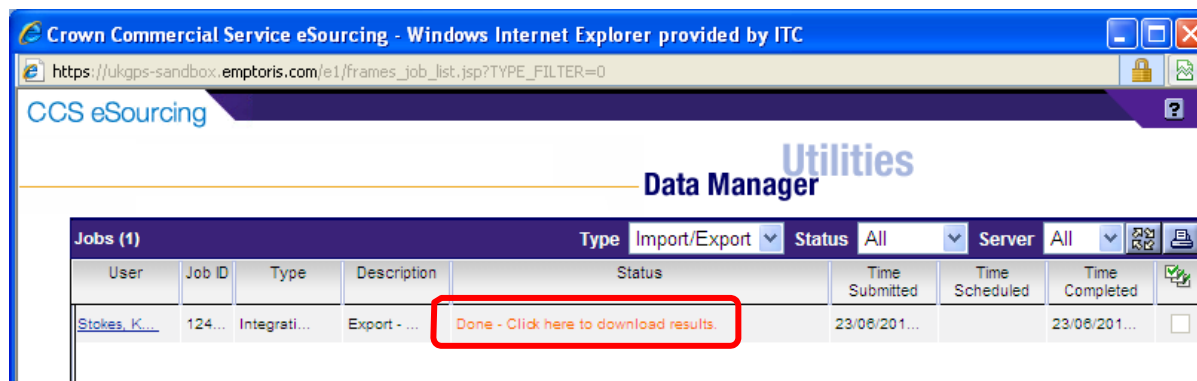 Crown Commercial Service eSourcing - Windows Internet Explorer provided by ITC
https://ukgps-sandbox.emptoris.com/e1/frames_job_list.jsp?TYPE_FILTER=0
CCS eSourcing
?
Utilities
Data Manager
Jobs (1) Type Import/Export Status All Server All
User Job ID Type Description Status Time Submitted Time Scheduled Time Completed
Stokes, K... 124... Integrati... Export - ... Done - Click here to download results. 23/06/201... 23/06/201...